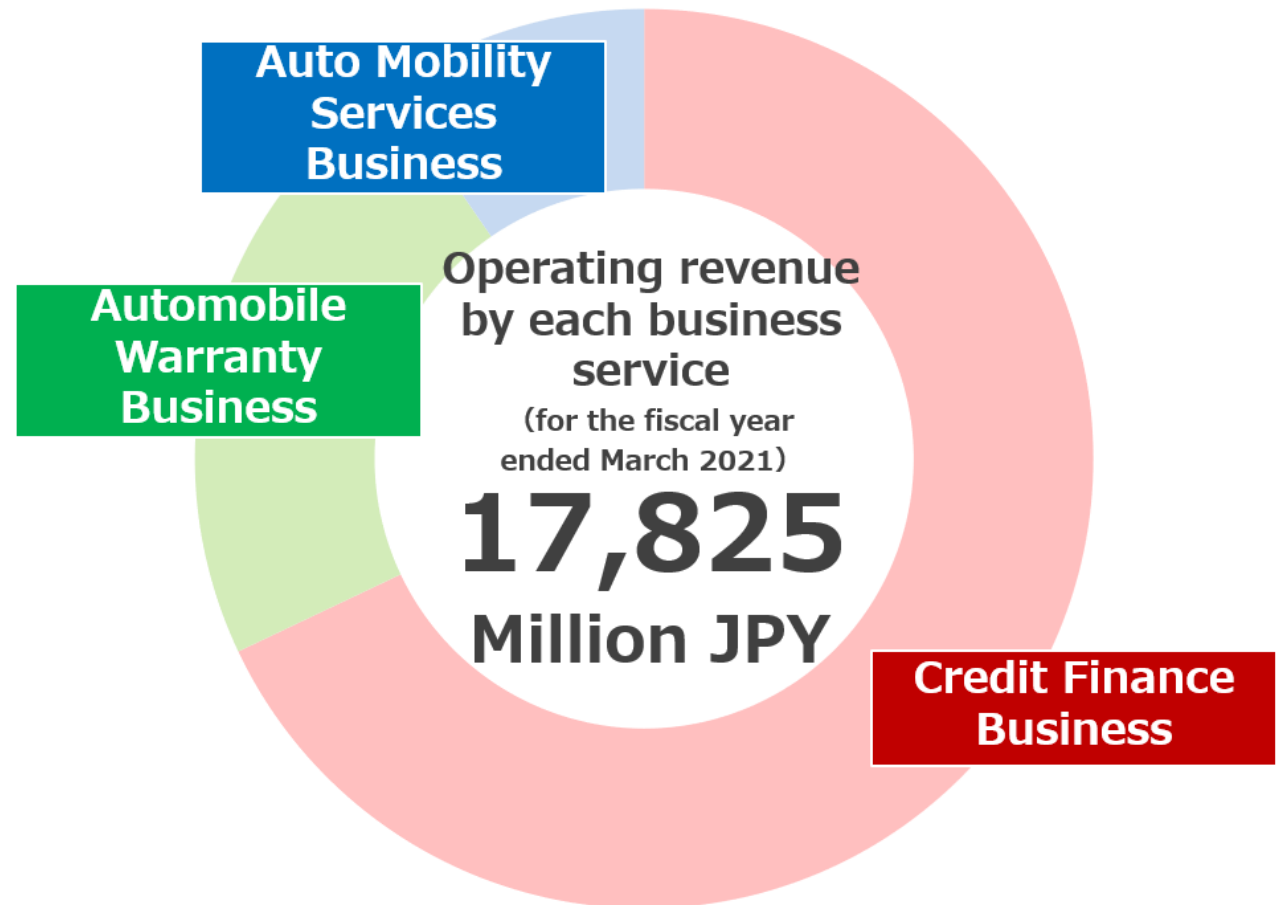 Auto Mobility
Services
Business
Automobile
Warranty
Business
Operating revenue
by each business
service
（for the fiscal year
ended March 2021）
17,825
Million JPY
Credit Finance
Business